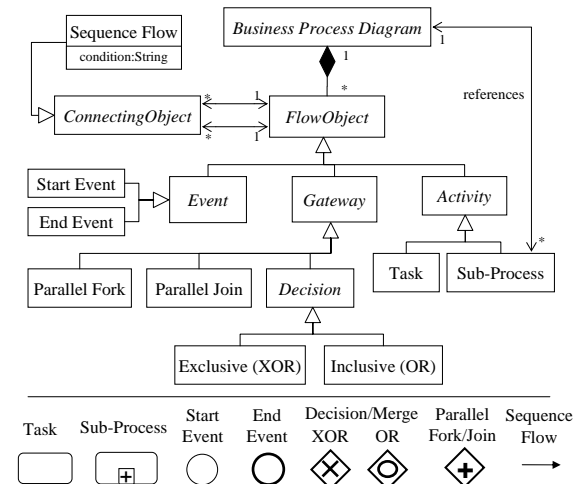 Sequence Flow
condition:String
Business Process Diagram
1
1
references
*
*
1
ConnectingObject
FlowObject
*
1
Start Event
End Event
Event
Gateway
Activity
*
Parallel Fork
Parallel Join
Decision
Task
Sub-Process
Exclusive (XOR)
Inclusive (OR)
Task
Sub-Process
Start
Event
End
Event
Decision/Merge
XOR OR
Parallel
Fork/Join
Sequence
Flow